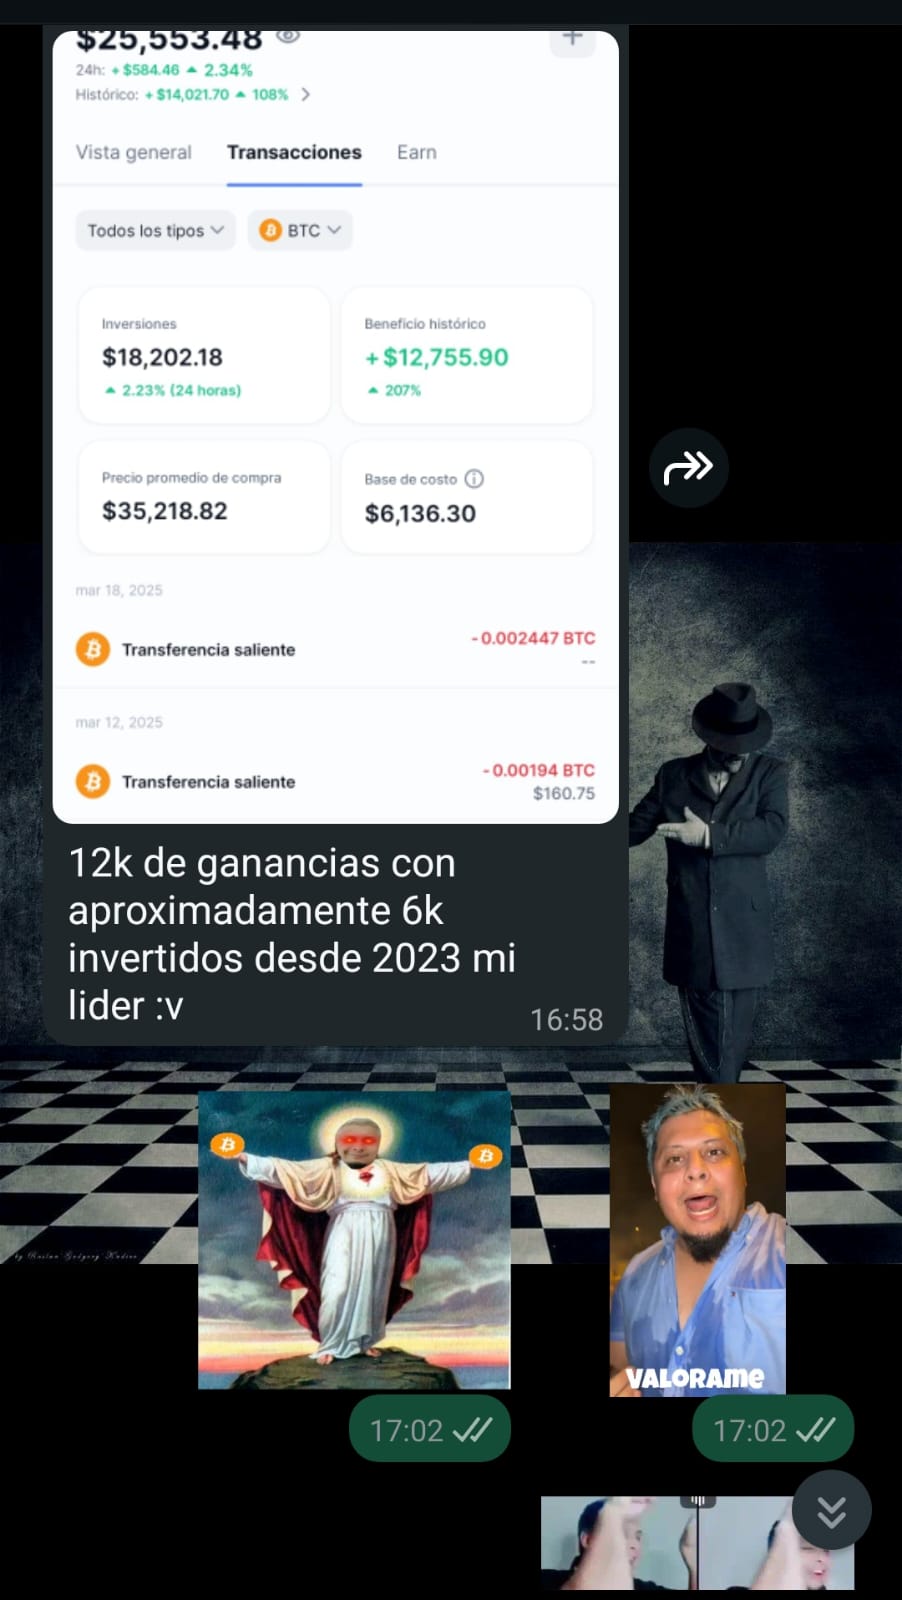 $25,553.48
24h: + $584.46 ▲ 2.34%
Histórico: + $14,021.70 ▲ 108% >
Vista general Transacciones Earn
Todos los tipos BTC
Inversiones
$18,202.18
▲ 2.23% (24 horas)
Beneficio histórico
+ $12,755.90
▲ 207%
Precio promedio de compra
$35,218.82
Base de costo
$6,136.30
mar 18, 2025
Transferencia saliente
- 0.002447 BTC
--
mar 12, 2025
Transferencia saliente
- 0.00194 BTC
$160.75
12k de ganancias con
aproximadamente 6k
invertidos desde 2023 mi
lider :v
16:58
VALORAME
17:02
17:02